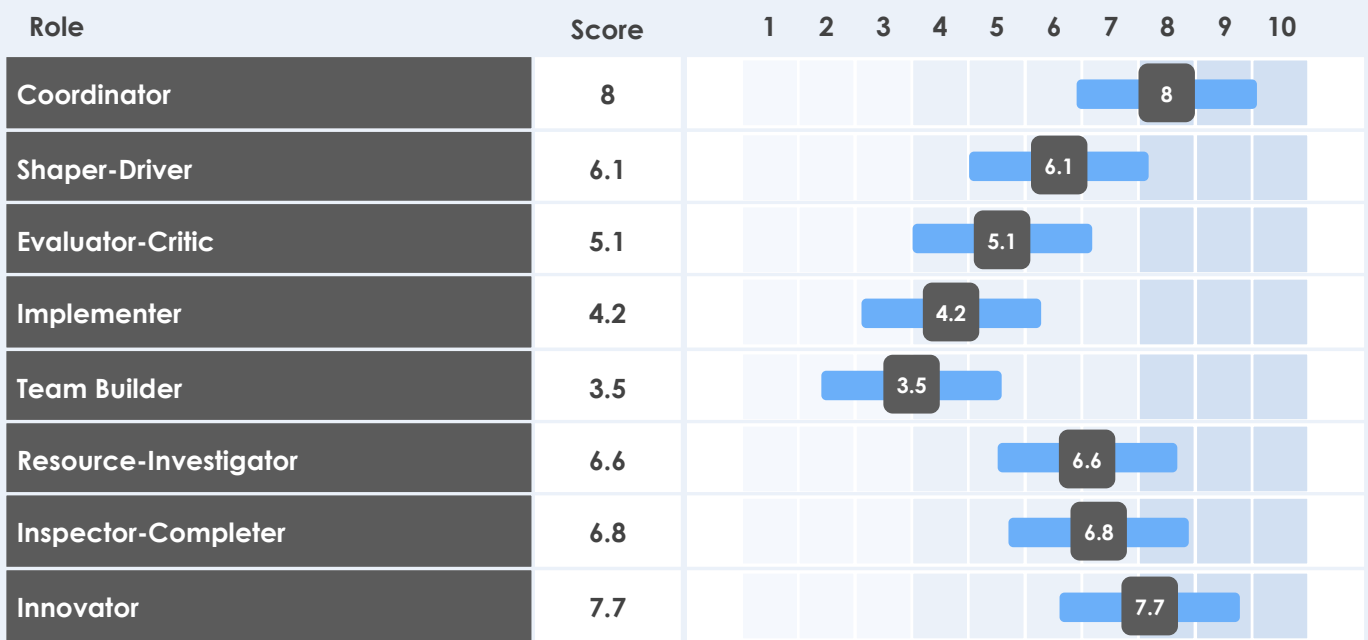 Role Score 1 2 3 4 5 6 7 8 9 10
Coordinator 8 8
Shaper-Driver 6.1 6.1
Evaluator-Critic 5.1 5.1
Implementer 4.2 4.2
Team Builder 3.5 3.5
Resource-Investigator 6.6 6.6
Inspector-Completer 6.8 6.8
Innovator 7.7 7.7